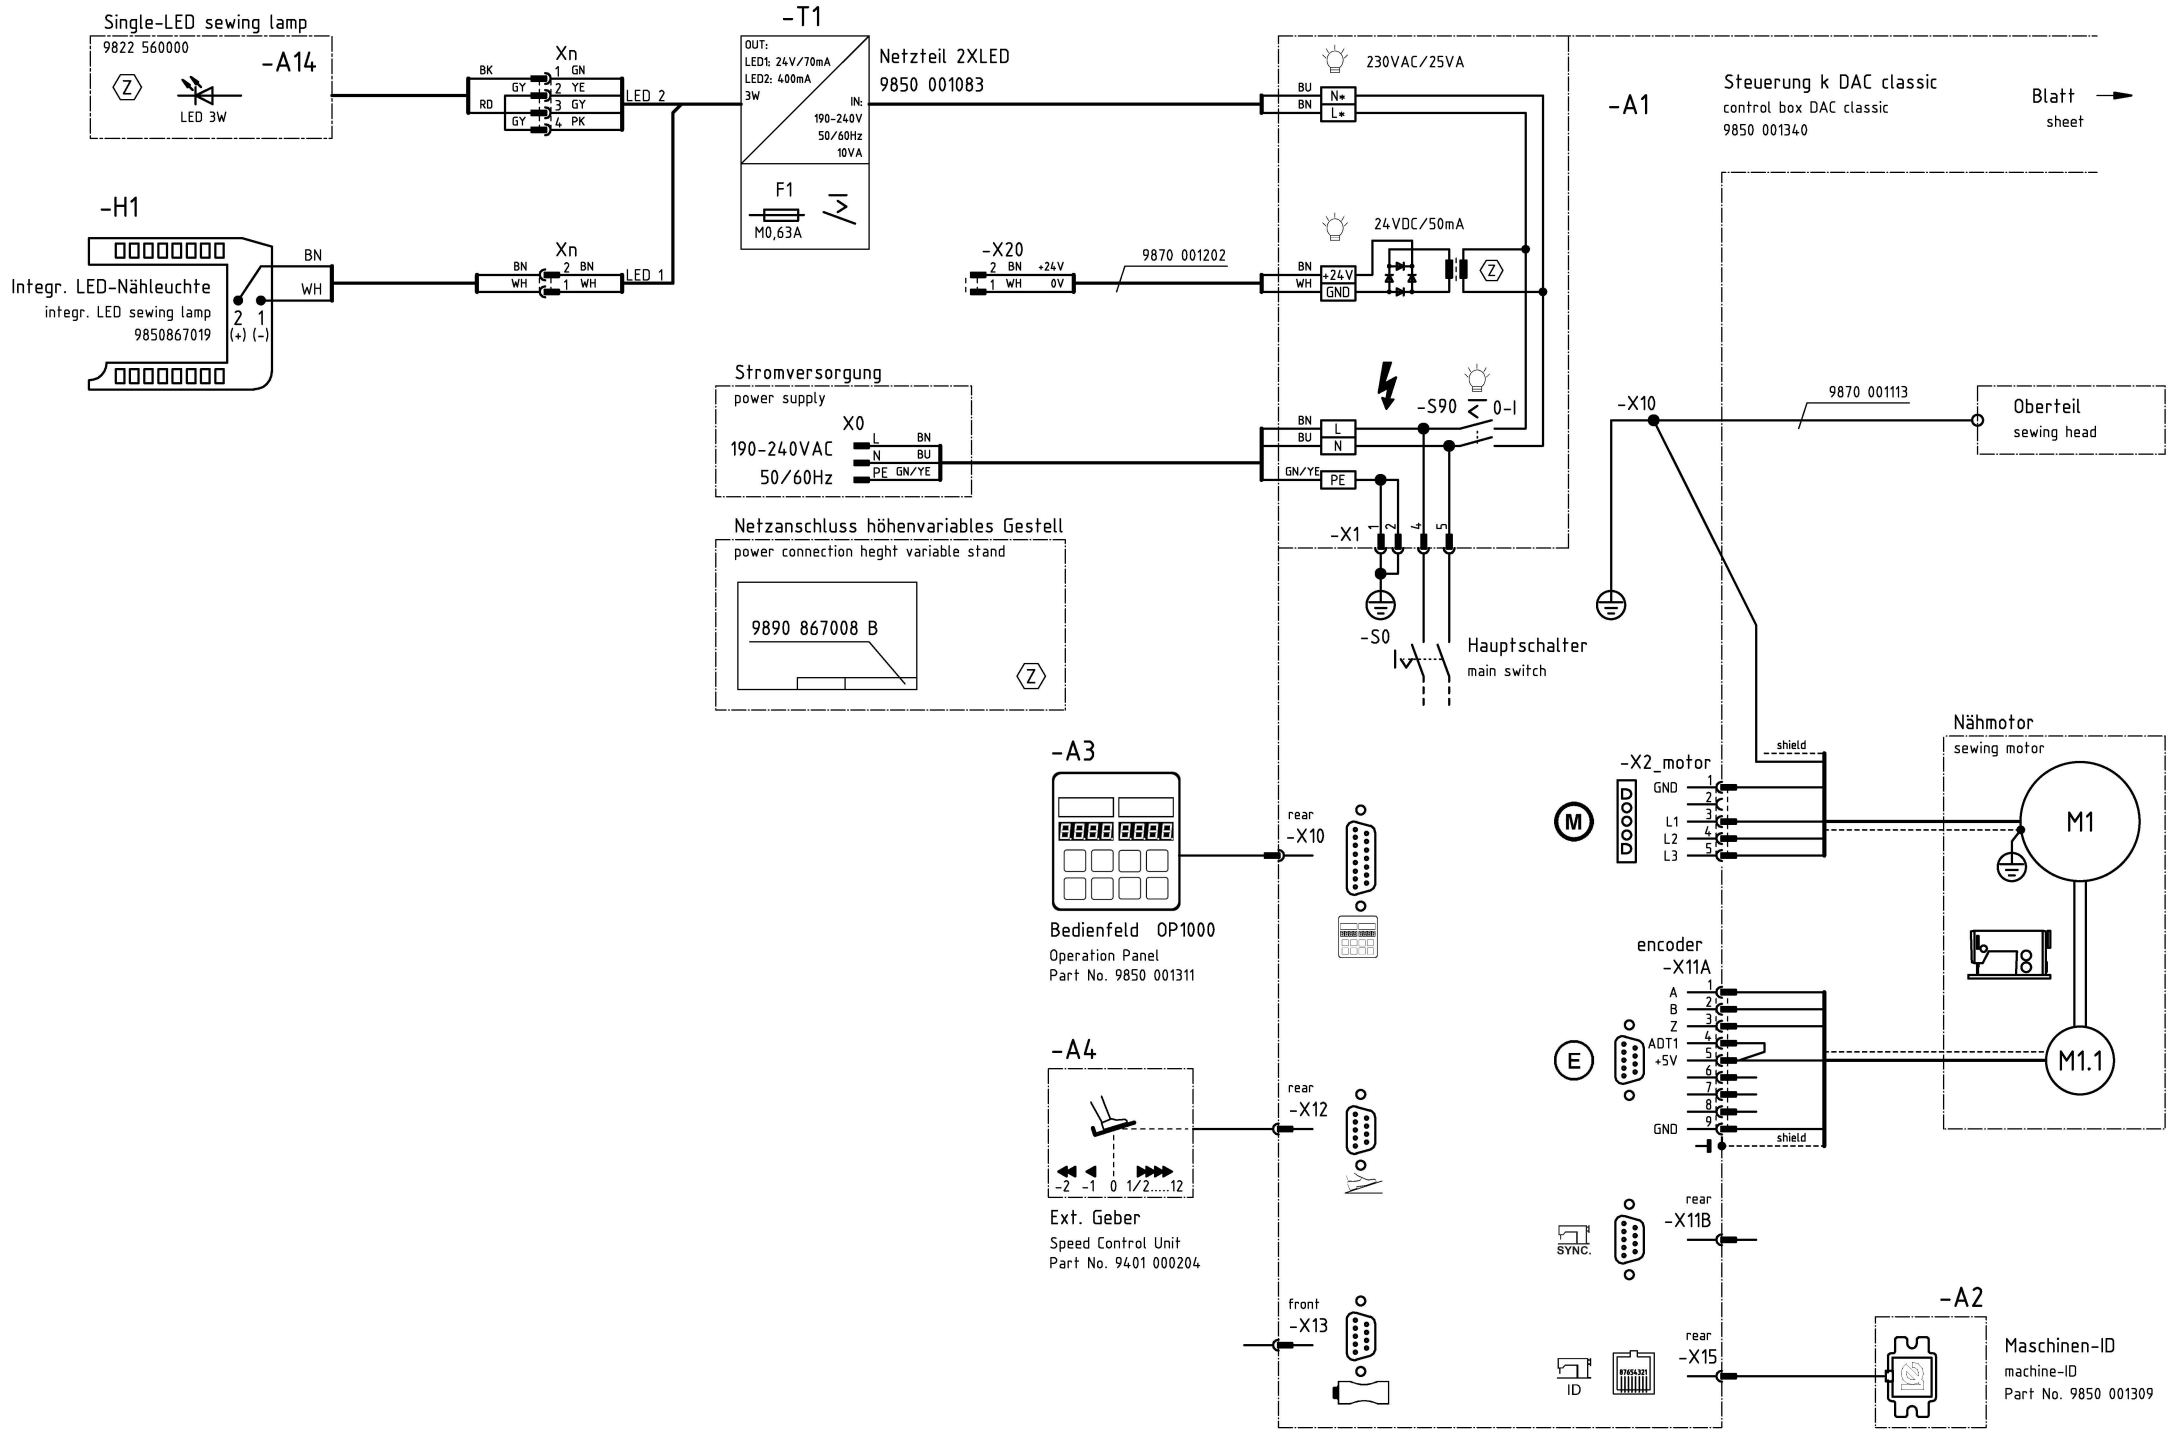 Single-LED sewing lamp
9822 560000
-A14
Z
LED 3W
BK
RD
GY
GY
Xn
1 GN
2 YE
3 GY
4 PK
LED 2
-T1
OUT:
LED1: 24V/70mA
LED2: 400mA
3W
IN:
190-240V
50/60Hz
10VA
F1
M0,63A
Netzteil 2XLED
9850 001083
-H1
Integr. LED-Nähleuchte
integr. LED sewing lamp
9850867019
BN
WH
2 1
(+) (-)
Xn
BN 2 BN
WH 1 WH
LED 1
-X20
2 BN +24V
1 WH 0V
9870 001202
230VAC/25VA
BU N*
BN L*
24VDC/50mA
BN +24V
WH GND
Z
-A1
Steuerung k DAC classic
control box DAC classic
9850 001340
Blatt
sheet
Stromversorgung
power supply
X0
190-240VAC
50/60Hz
L BN
N BU
PE GN/YE
BN L
BU N
GN/YE PE
-S90 0-I
-X1
1 2 4 5
-S0
Hauptschalter
main switch
-X10
9870 001113
Oberteil
sewing head
Netzanschluss höhenvariables Gestell
power connection heght variable stand
9890 867008 B
Z
-A3
8888 8888
Bedienfeld OP1000
Operation Panel
Part No. 9850 001311
rear
-X10
-A4
-2 -1 0 1/2.....12
Ext. Geber
Speed Control Unit
Part No. 9401 000204
rear
-X12
front
-X13
M
-X2_motor
GND 1
2
L1 3
L2 4
L3 5
shield
Nähmotor
sewing motor
M1
M1.1
encoder
-X11A
E
A 1
B 2
Z 3
ADT1 4
+5V 5
6
7
8
GND 9
shield
SYNC.
rear
-X11B
ID
87654321
rear
-X15
-A2
Maschinen-ID
machine-ID
Part No. 9850 001309